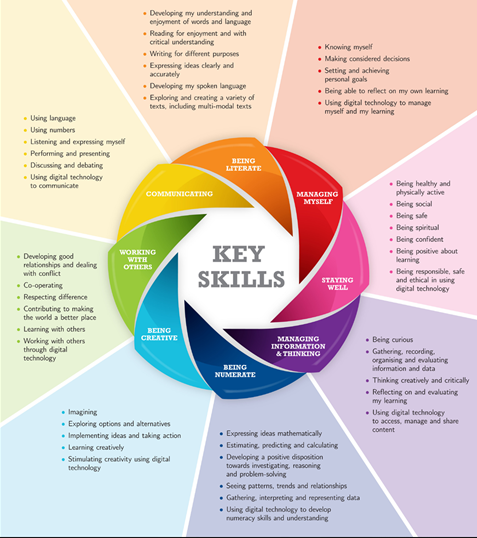 KEY
SKILLS
BEING
LITERATE
Developing my understanding and
enjoyment of words and language
Reading for enjoyment and with
critical understanding
Writing for different purposes
Expressing ideas clearly and
accurately
Developing my spoken language
Exploring and creating a variety of
texts, including multi-modal texts
MANAGING
MYSELF
Knowing myself
Making considered decisions
Setting and achieving
personal goals
Being able to reflect on my own learning
Using digital technology to manage
myself and my learning
STAYING
WELL
Being healthy and
physically active
Being social
Being safe
Being spiritual
Being confident
Being positive about
learning
Being responsible, safe
and ethical in using
digital technology
MANAGING
INFORMATION
& THINKING
Being curious
Gathering, recording,
organising and evaluating
information and data
Thinking creatively and critically
Reflecting on and evaluating
my learning
Using digital technology
to access, manage and share
content
BEING
NUMERATE
Expressing ideas mathematically
Estimating, predicting and calculating
Developing a positive disposition
towards investigating, reasoning
and problem-solving
Seeing patterns, trends and relationships
Gathering, interpreting and representing data
Using digital technology to develop
numeracy skills and understanding
BEING
CREATIVE
Imagining
Exploring options and alternatives
Implementing ideas and taking action
Learning creatively
Stimulating creativity using digital
technology
WORKING
WITH
OTHERS
Developing good
relationships and dealing
with conflict
Co-operating
Respecting difference
Contributing to making
the world a better place
Learning with others
Working with others
through digital
technology
COMMUNICATING
Using language
Using numbers
Listening and expressing myself
Performing and presenting
Discussing and debating
Using digital technology
to communicate